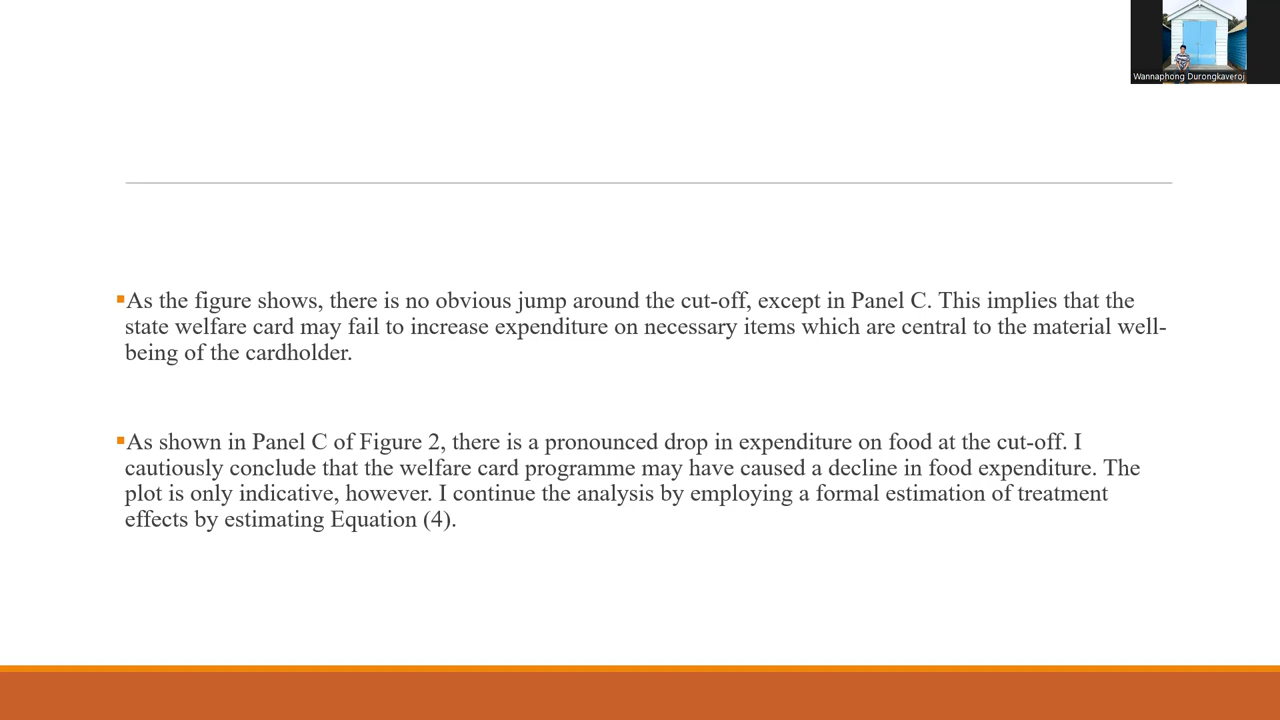 Wannaphong Durongkaveroj
▪As the figure shows, there is no obvious jump around the cut-off, except in Panel C. This implies that the
state welfare card may fail to increase expenditure on necessary items which are central to the material well-
being of the cardholder.
▪As shown in Panel C of Figure 2, there is a pronounced drop in expenditure on food at the cut-off. I
cautiously conclude that the welfare card programme may have caused a decline in food expenditure. The
plot is only indicative, however. I continue the analysis by employing a formal estimation of treatment
effects by estimating Equation (4).